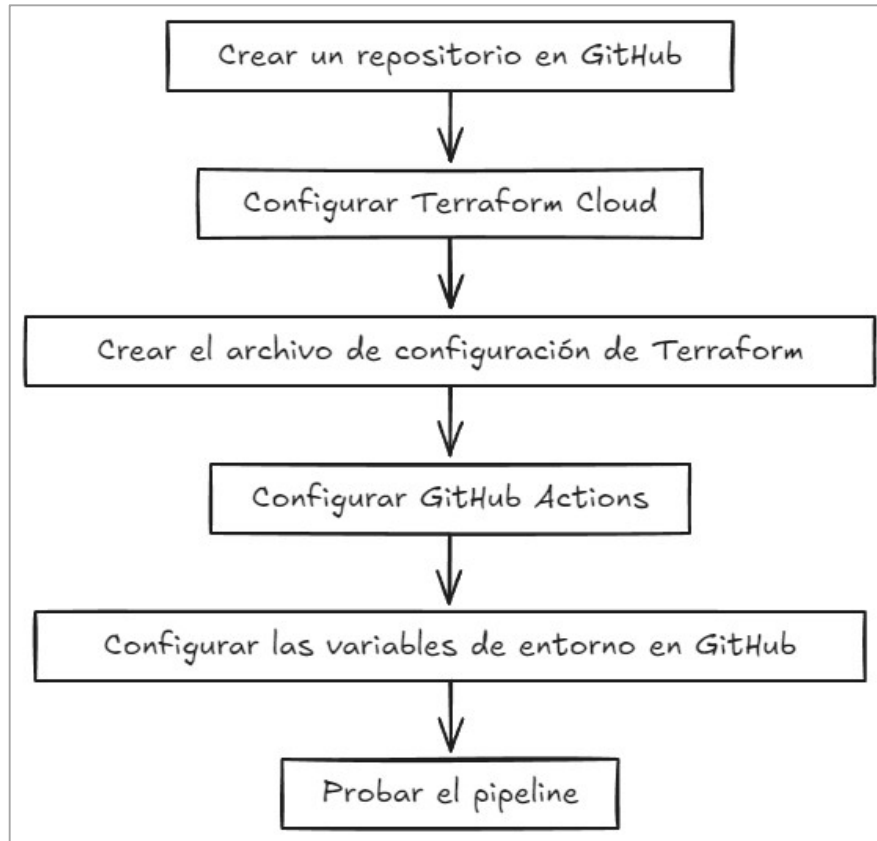 Crear un repositorio en GitHub
Configurar Terraform Cloud
Crear el archivo de configuración de Terraform
Configurar GitHub Actions
Configurar las variables de entorno en GitHub
Probar el pipeline